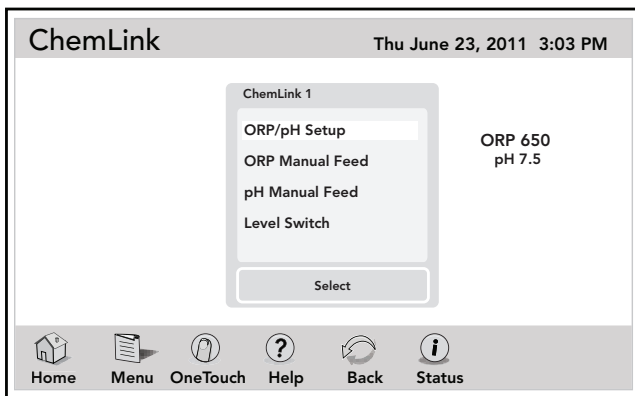 ChemLink
Thu June 23, 2011 3:03 PM
ChemLink 1
ORP/pH Setup
ORP Manual Feed
pH Manual Feed
Level Switch
Select
ORP 650
pH 7.5
Home Menu OneTouch Help Back Status